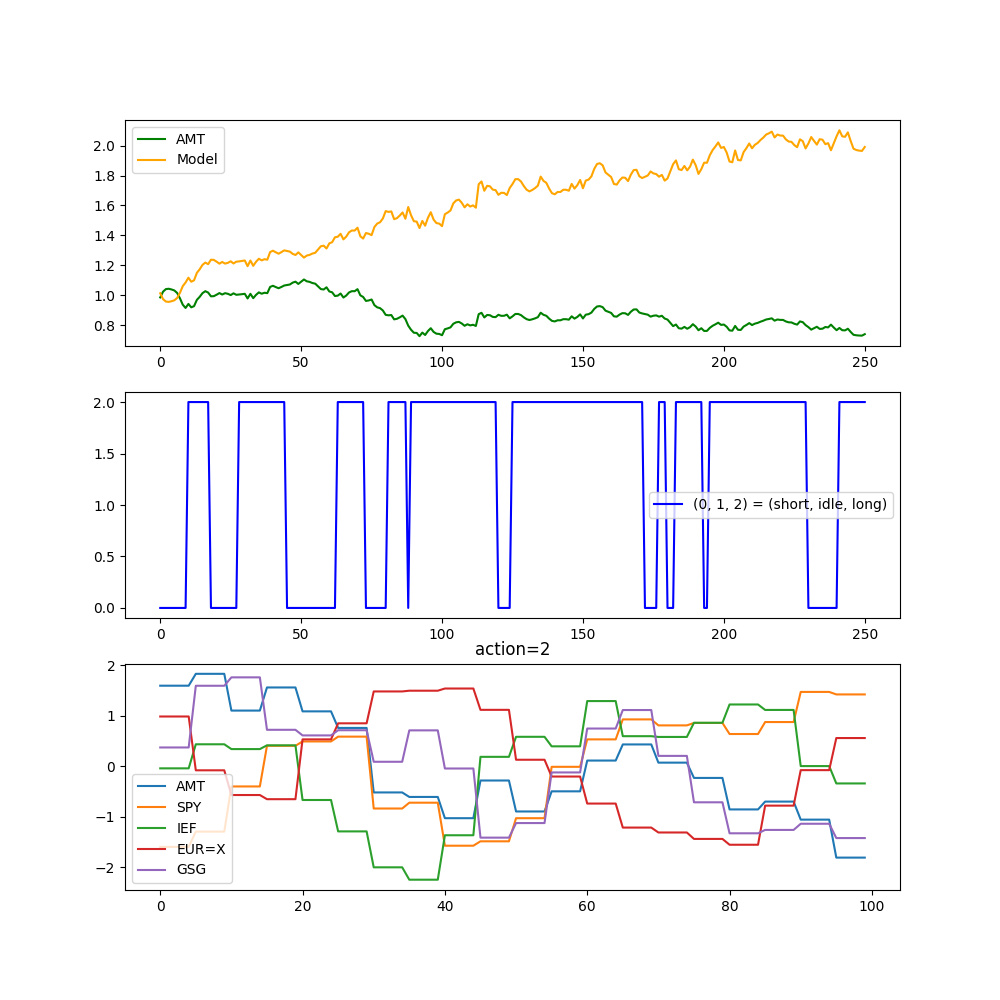 AMT
Model
2.0
1.8
1.6
1.4
1.2
1.0
0.8
0 50 100 150 200 250
(0, 1, 2) = (short, idle, long)
2.0
1.5
1.0
0.5
0.0
0 50 100 150 200 250
action=2
2
1
0
−1
−2
AMT
SPY
IEF
EUR=X
GSG
0 20 40 60 80 100